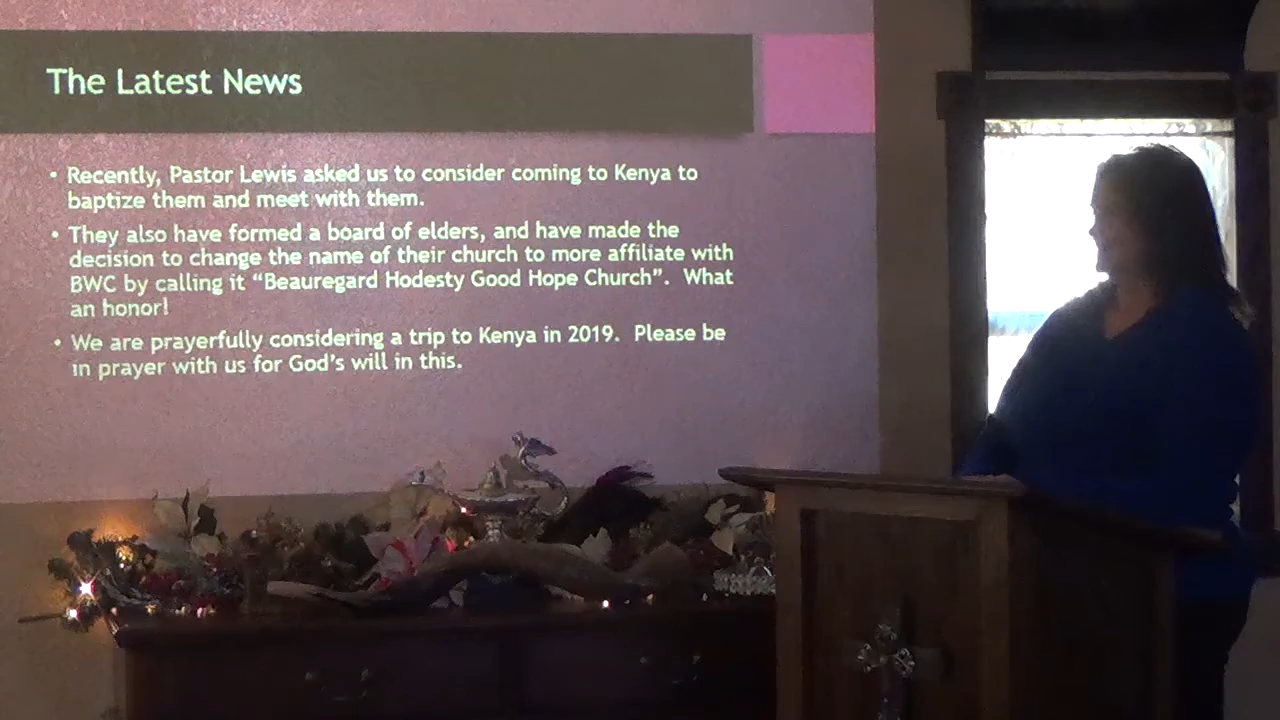 The Latest News
• Recently, Pastor Lewis asked us to consider coming to Kenya to
baptize them and meet with them.
• They also have formed a board of elders, and have made the
decision to change the name of their church to more affiliate with
BWC by calling it “Beauregard Hodesty Good Hope Church”.  What
an honor!
• We are prayerfully considering a trip to Kenya in 2019.  Please be
in prayer with us for God’s will in this.